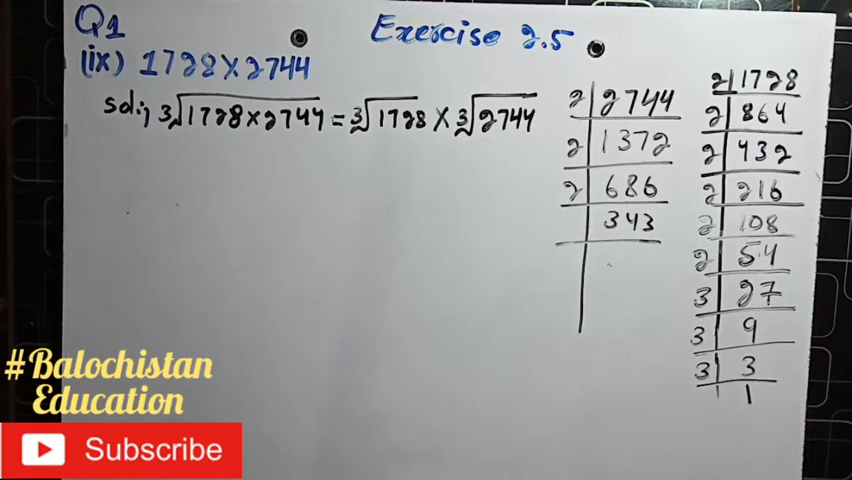 Q1
Exercise 2.5
(ix) 1728×2744
sol:, ∛1728×2744 = ∛1728 × ∛2744
2 | 2744
2 | 1372
2 | 686
343
2 | 1728
2 | 864
2 | 432
2 | 216
2 | 108
2 | 54
3 | 27
3 | 9
3 | 3
1
#Balochistan
Education
Subscribe